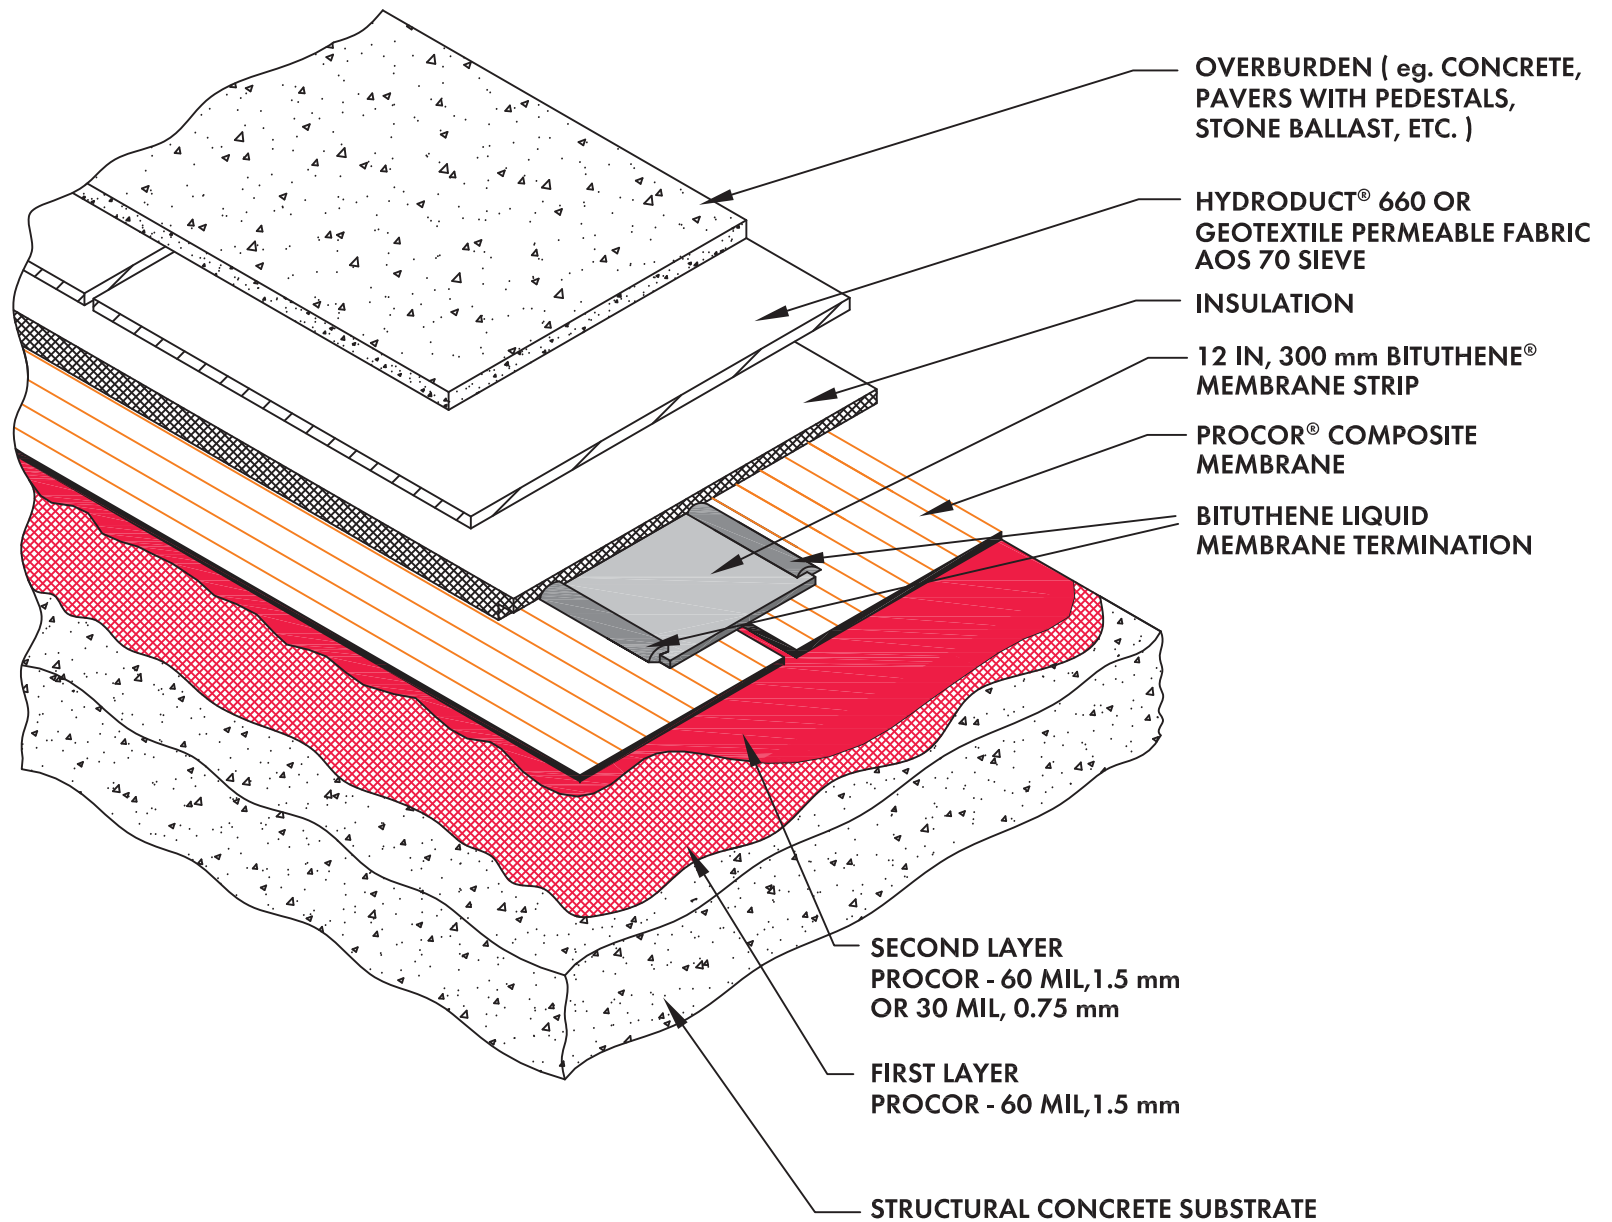 OVERBURDEN ( eg. CONCRETE,
PAVERS WITH PEDESTALS,
STONE BALLAST, ETC. )
HYDRODUCT® 660 OR
GEOTEXTILE PERMEABLE FABRIC
AOS 70 SIEVE
INSULATION
12 IN, 300 mm BITUTHENE®
MEMBRANE STRIP
PROCOR® COMPOSITE
MEMBRANE
BITUTHENE LIQUID
MEMBRANE TERMINATION
SECOND LAYER
PROCOR - 60 MIL,1.5 mm
OR 30 MIL, 0.75 mm
FIRST LAYER
PROCOR - 60 MIL,1.5 mm
STRUCTURAL CONCRETE SUBSTRATE